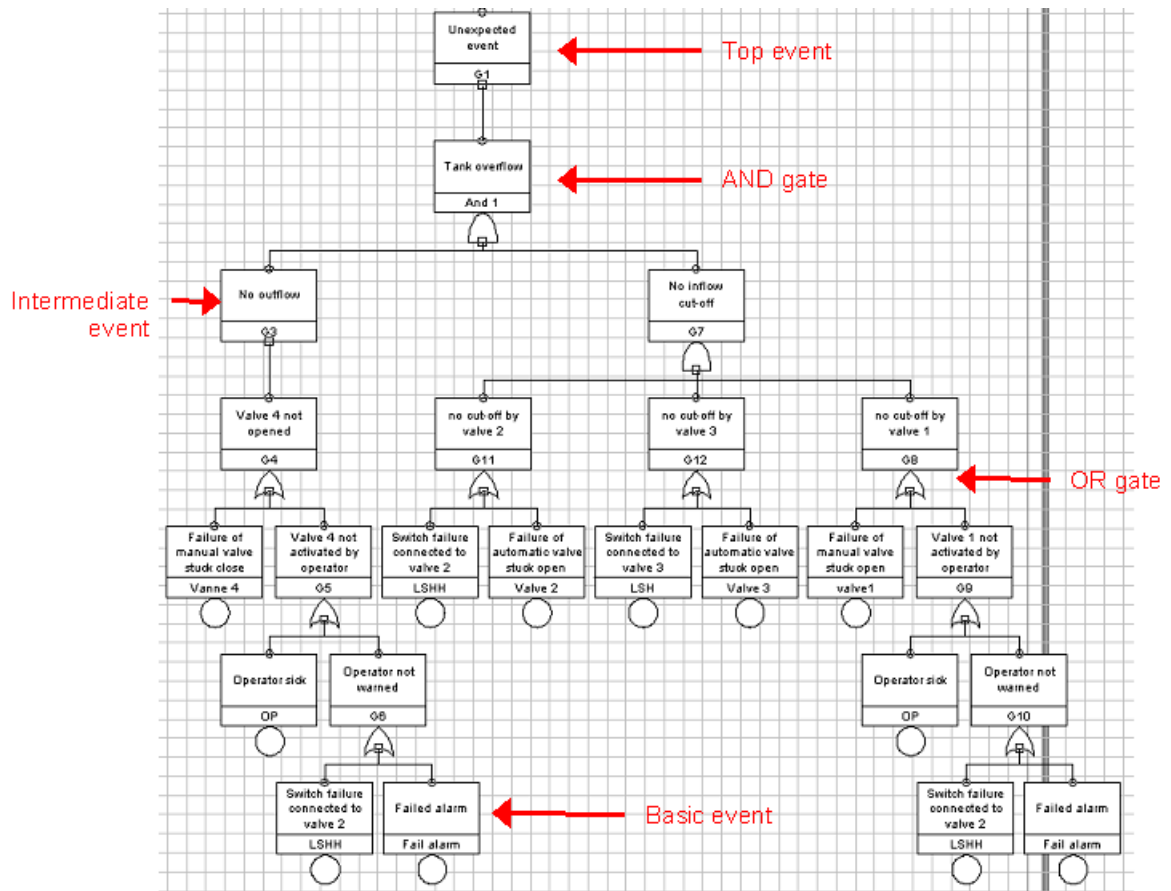 Unexpected
event
G1
Top event
Tank overflow
And 1
AND gate
Intermediate
event
No outflow
G3
No inflow
cut-off
G7
Valve 4 not
opened
G4
no cut-off by
valve 2
G11
no cut-off by
valve 3
G12
no cut-off by
valve 1
G8
OR gate
Failure of
manual valve
stuck close
Vanne 4
Valve 4 not
activated by
operator
G5
Switch failure
connected to
valve 2
LSHH
Failure of
automatic valve
stuck open
Valve 2
Switch failure
connected to
valve 3
LSH
Failure of
automatic valve
stuck open
Valve 3
Failure of
manual valve
stuck open
valve1
Valve 1 not
activated by
operator
G9
Operator sick
OP
Operator not
warned
G6
Operator sick
OP
Operator not
warned
G10
Switch failure
connected to
valve 2
LSHH
Failed alarm
Fail alarm
Basic event
Switch failure
connected to
valve 2
LSHH
Failed alarm
Fail alarm